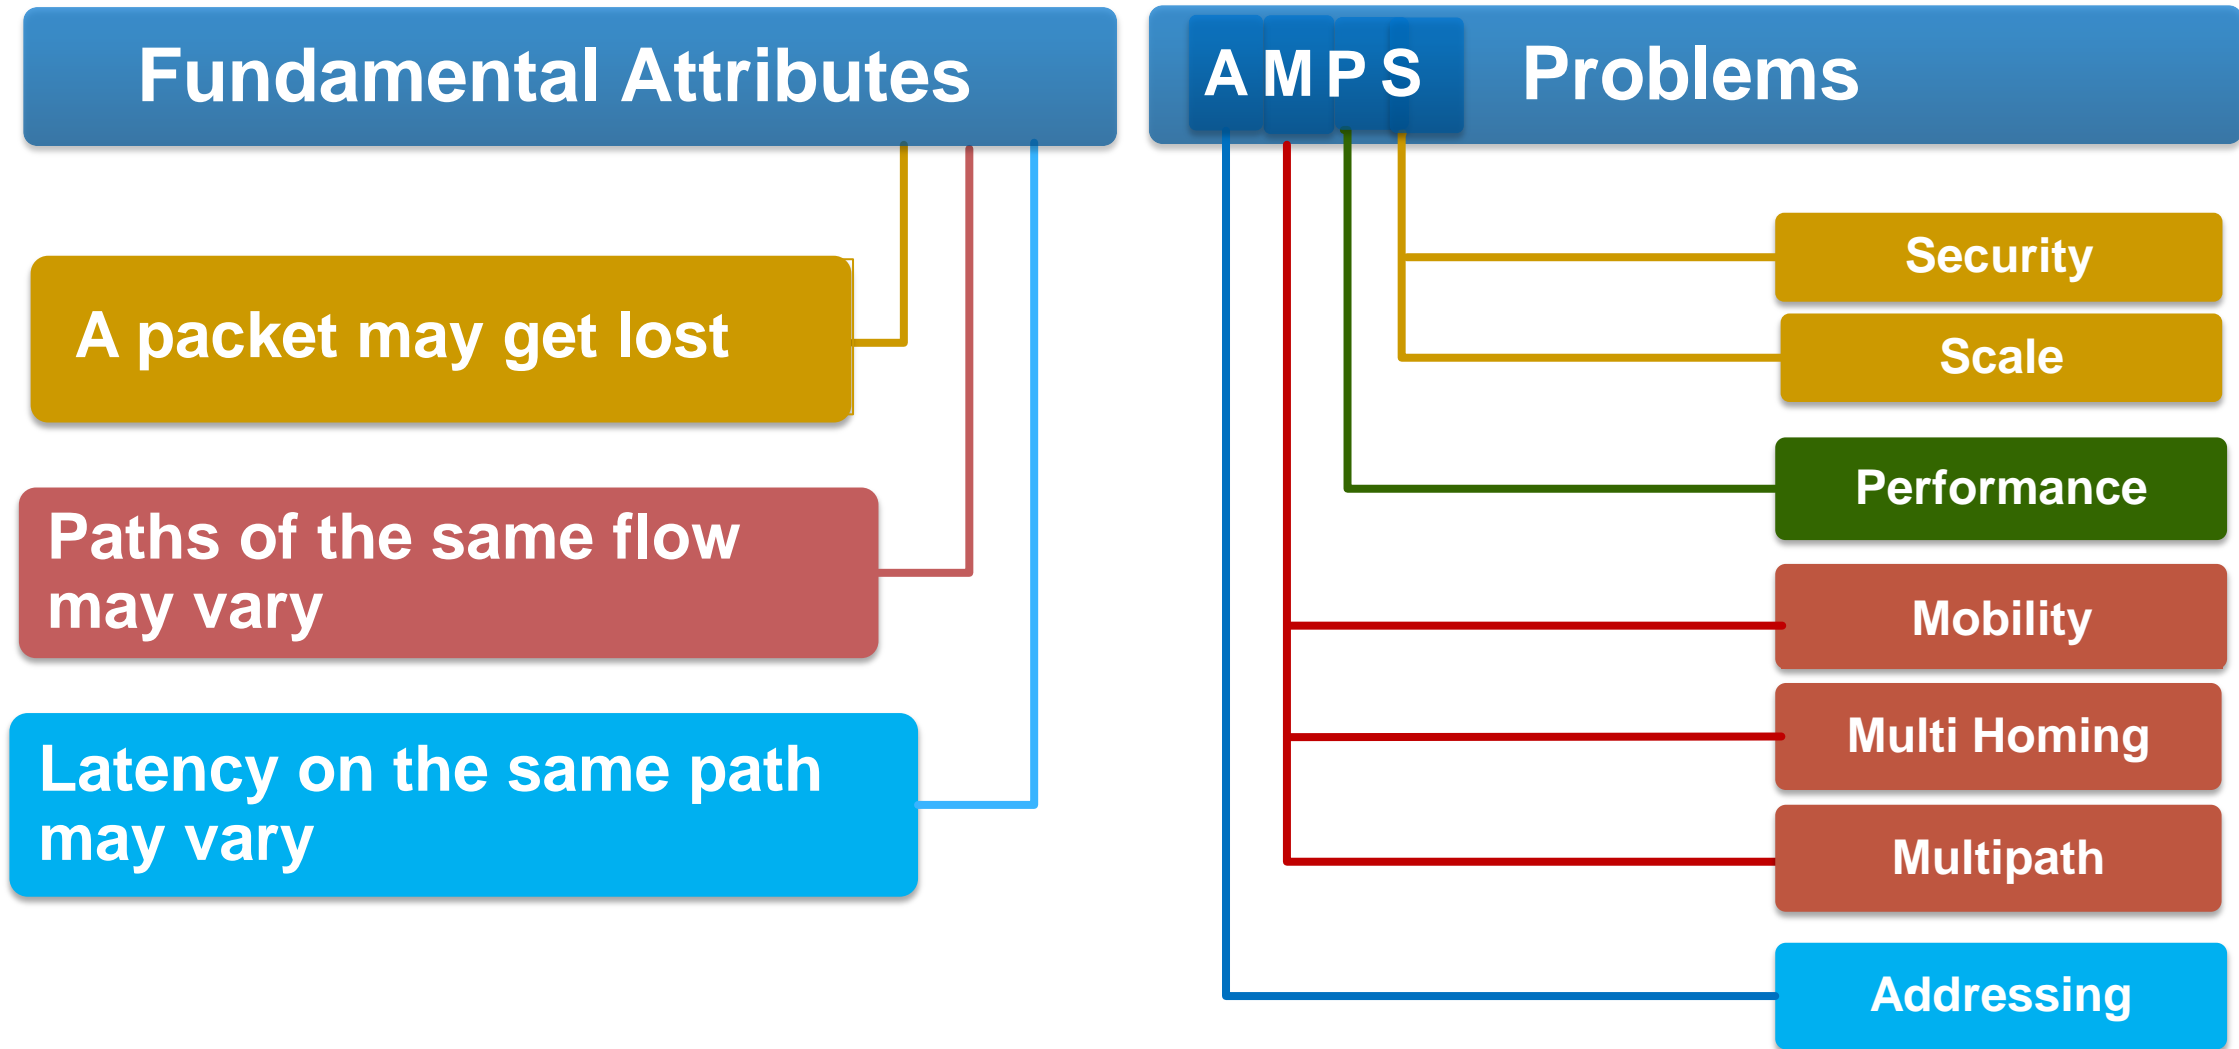 Fundamental Attributes
A packet may get lost
Paths of the same flow
may vary
Latency on the same path
may vary
A M P S Problems
Security
Scale
Performance
Mobility
Multi Homing
Multipath
Addressing